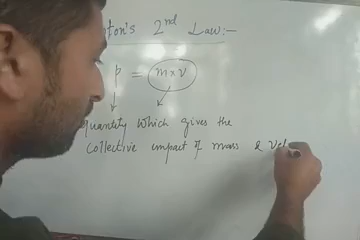 ton's 2nd Law:-
p = m x v
quantity which gives the
collective impact of mass & Vel